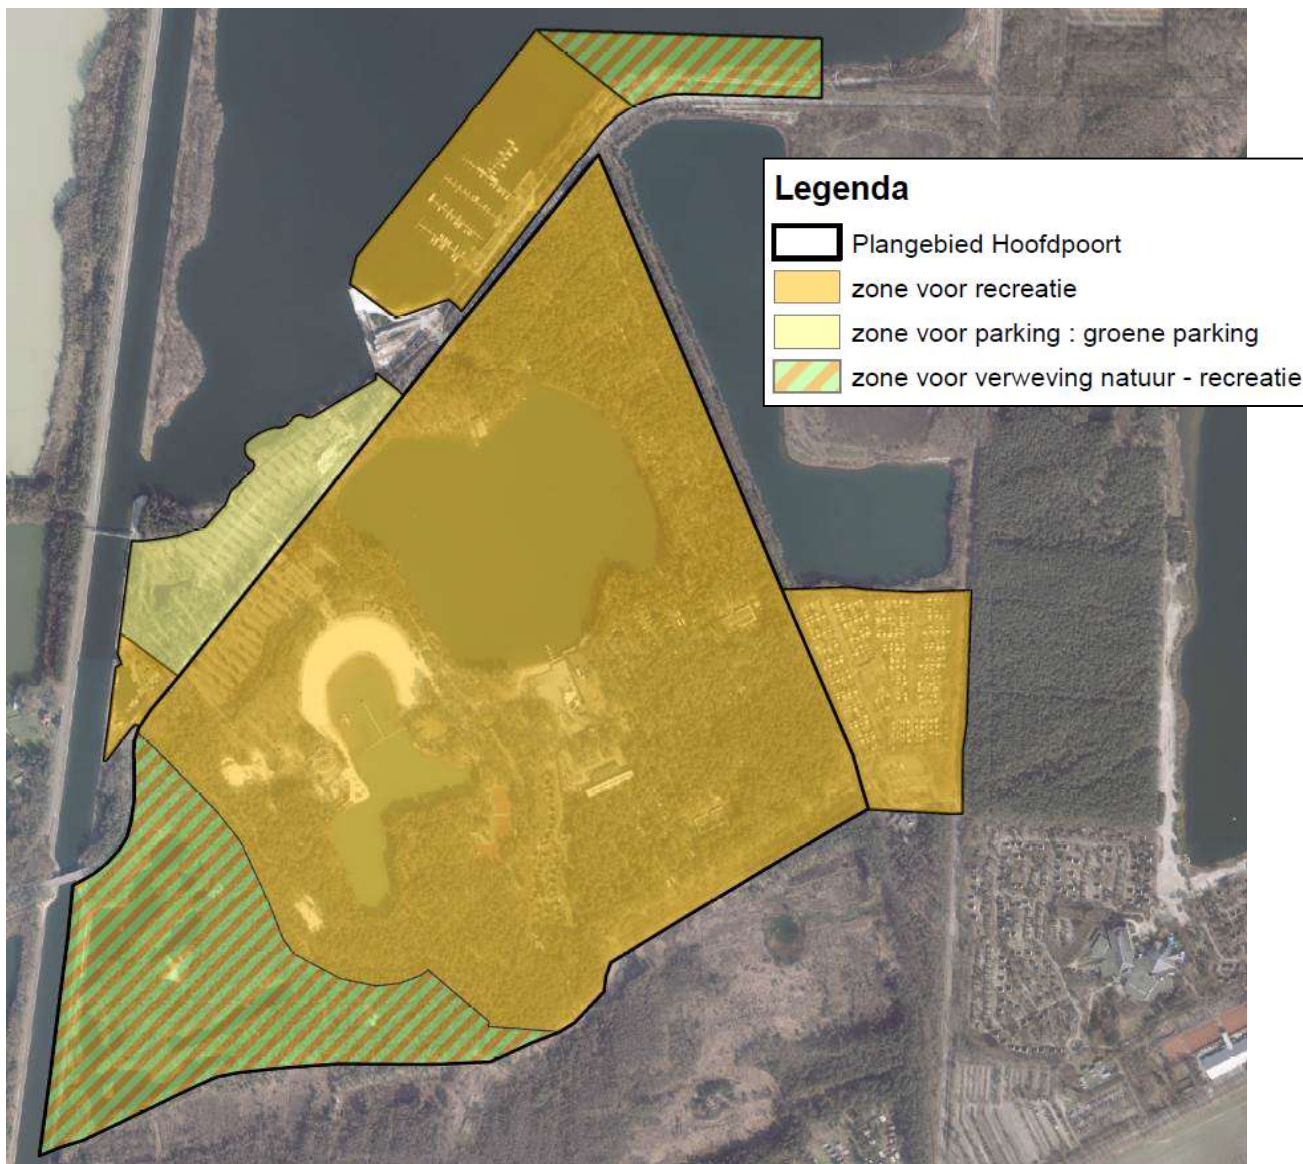 Legenda
Plangebied Hoofdpoort
zone voor recreatie
zone voor parking : groene parking
zone voor verweving natuur - recreatie